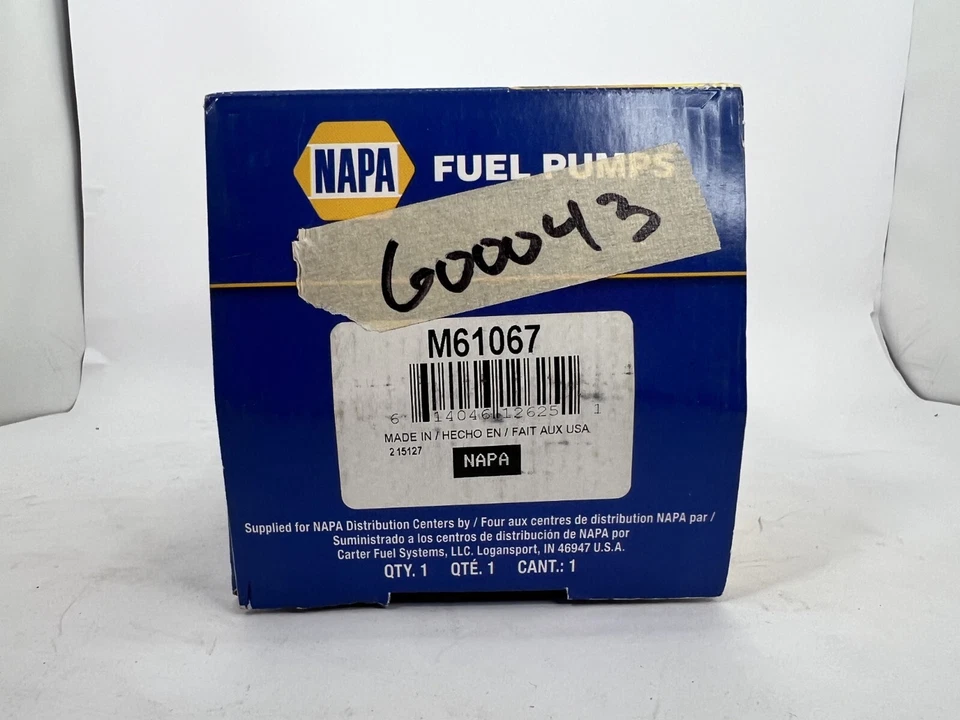 NAPA FUEL PUMPS
600043
M61067
6 14046 12625 1
MADE IN / HECHO EN / FAIT AUX USA
2 15127
NAPA
Supplied for NAPA Distribution Centers by / Four aux centres de distribution NAPA par /
Suministrado a los centros de distribución de NAPA por
Carter Fuel Systems, LLC. Logansport, IN 46947 U.S.A.
QTY. 1 QTÉ. 1 CANT.: 1